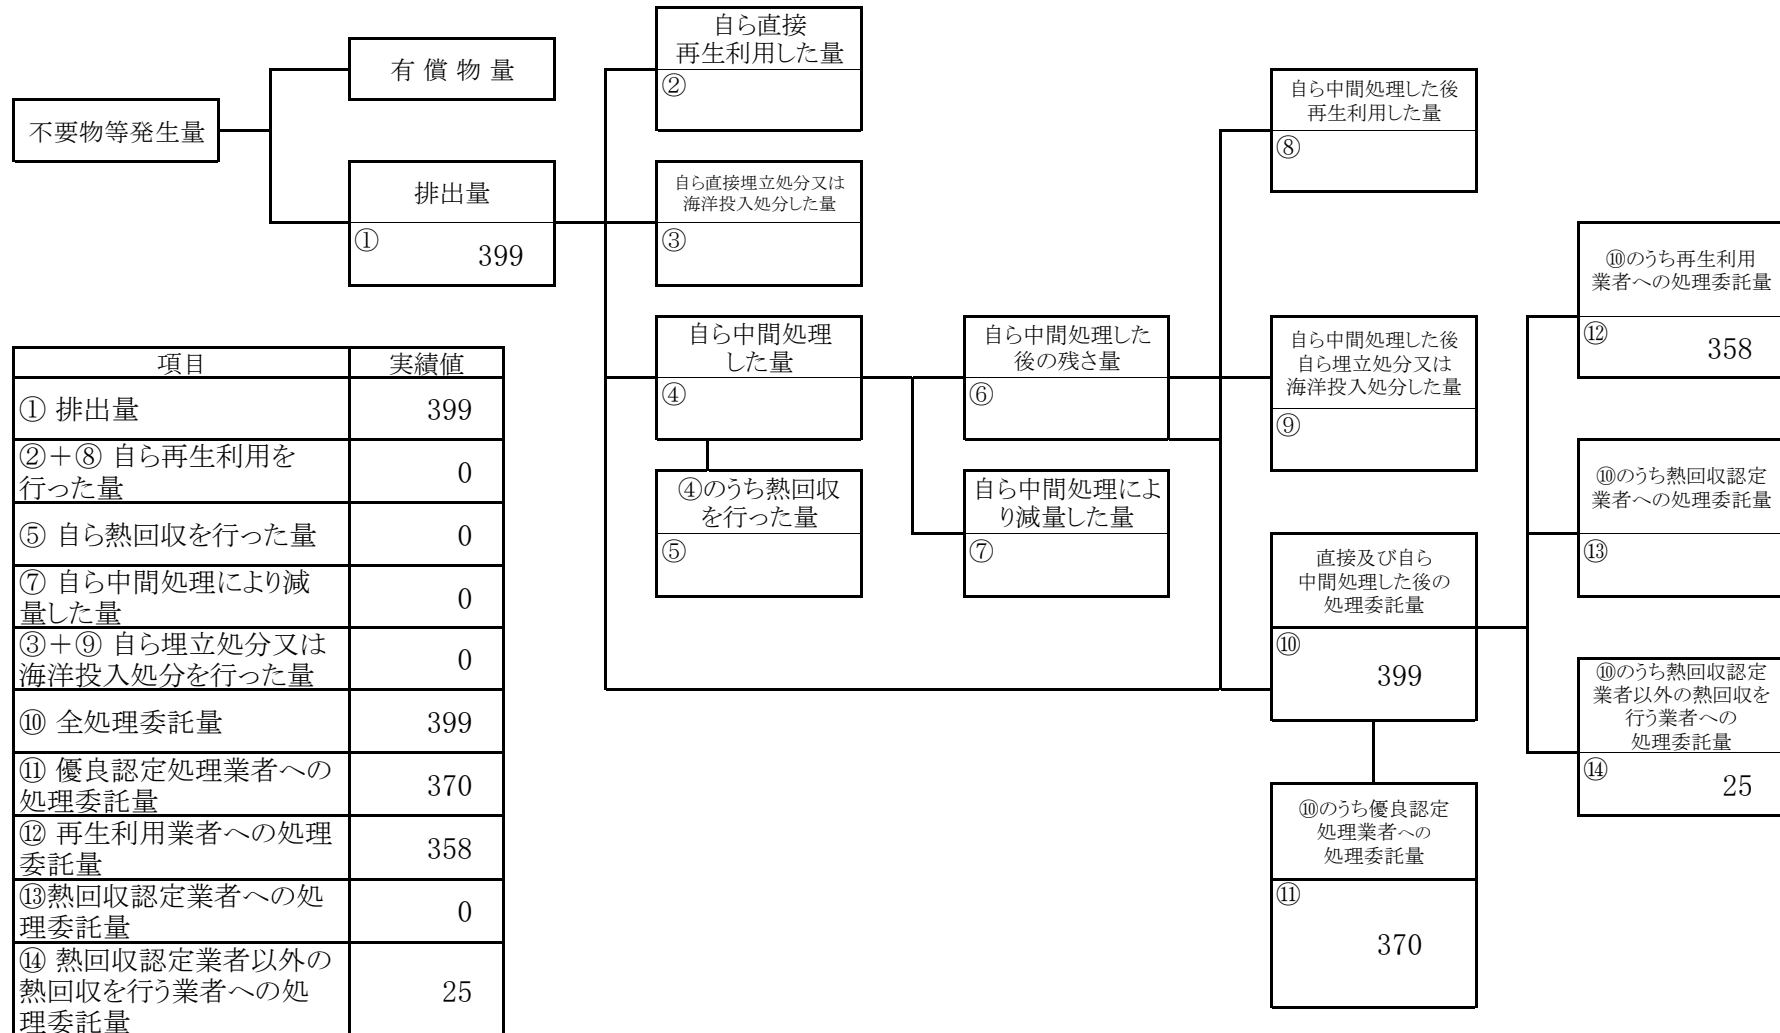 自ら直接
再生利用した量
②
有 償 物 量
不要物等発生量
排出量
①
399
自ら直接埋立処分又は
海洋投入処分した量
③
自ら中間処理した後
再生利用した量
⑧
⑩のうち再生利用
業者への処理委託量
⑫
358
自ら中間処理
した量
④
自ら中間処理した
後の残さ量
⑥
自ら中間処理した後
自ら埋立処分又は
海洋投入処分した量
⑨
④のうち熱回収
を行った量
⑤
自ら中間処理によ
り減量した量
⑦
⑩のうち熱回収認定
業者への処理委託量
⑬
直接及び自ら
中間処理した後の
処理委託量
⑩
399
⑩のうち熱回収認定
業者以外の熱回収を
行う業者への
処理委託量
⑭
25
⑩のうち優良認定
処理業者への
処理委託量
⑪
370
項目 実績値
① 排出量 399
②＋⑧ 自ら再生利用を
行った量 0
⑤ 自ら熱回収を行った量 0
⑦ 自ら中間処理により減
量した量 0
③＋⑨ 自ら埋立処分又は
海洋投入処分を行った量 0
⑩ 全処理委託量 399
⑪ 優良認定処理業者への
処理委託量 370
⑫ 再生利用業者への処理
委託量 358
⑬熱回収認定業者への処
理委託量 0
⑭ 熱回収認定業者以外の
熱回収を行う業者への処
理委託量 25